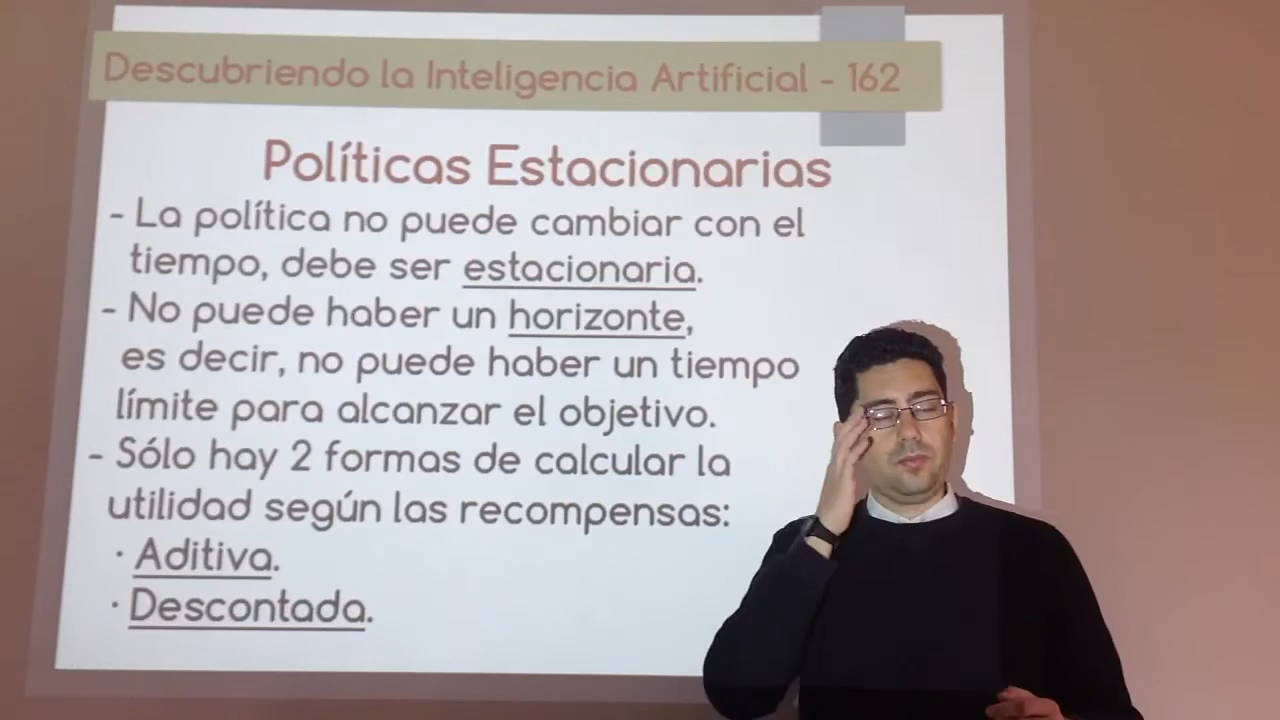 Descubriendo la Inteligencia Artificial - 162
Políticas Estacionarias
- La política no puede cambiar con el
tiempo, debe ser estacionaria.
- No puede haber un horizonte,
es decir, no puede haber un tiempo
límite para alcanzar el objetivo.
- Sólo hay 2 formas de calcular la
utilidad según las recompensas:
· Aditiva.
· Descontada.